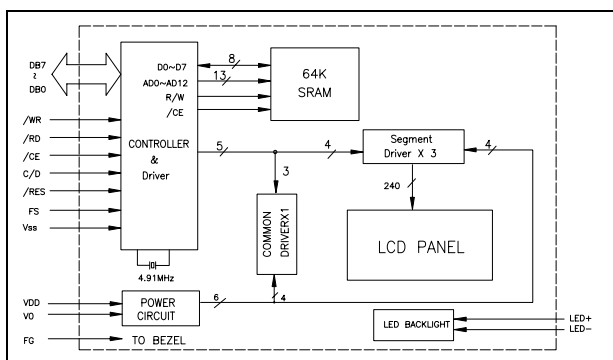 DB7
~
DB0
/WR
/RD
/CE
C/D
/RES
FS
Vss
D0~D7
AD0~AD12
R/W
/CE
CONTROLLER
&
Driver
8
13
64K
SRAM
5
4
3
Segment
Driver X 3
4
240
COMMON
DRIVERX1
LCD PANEL
4.91MHz
VDD
V0
POWER
CIRCUIT
6
4
FG
TO BEZEL
LED BACKLIGHT
LED+
LED-